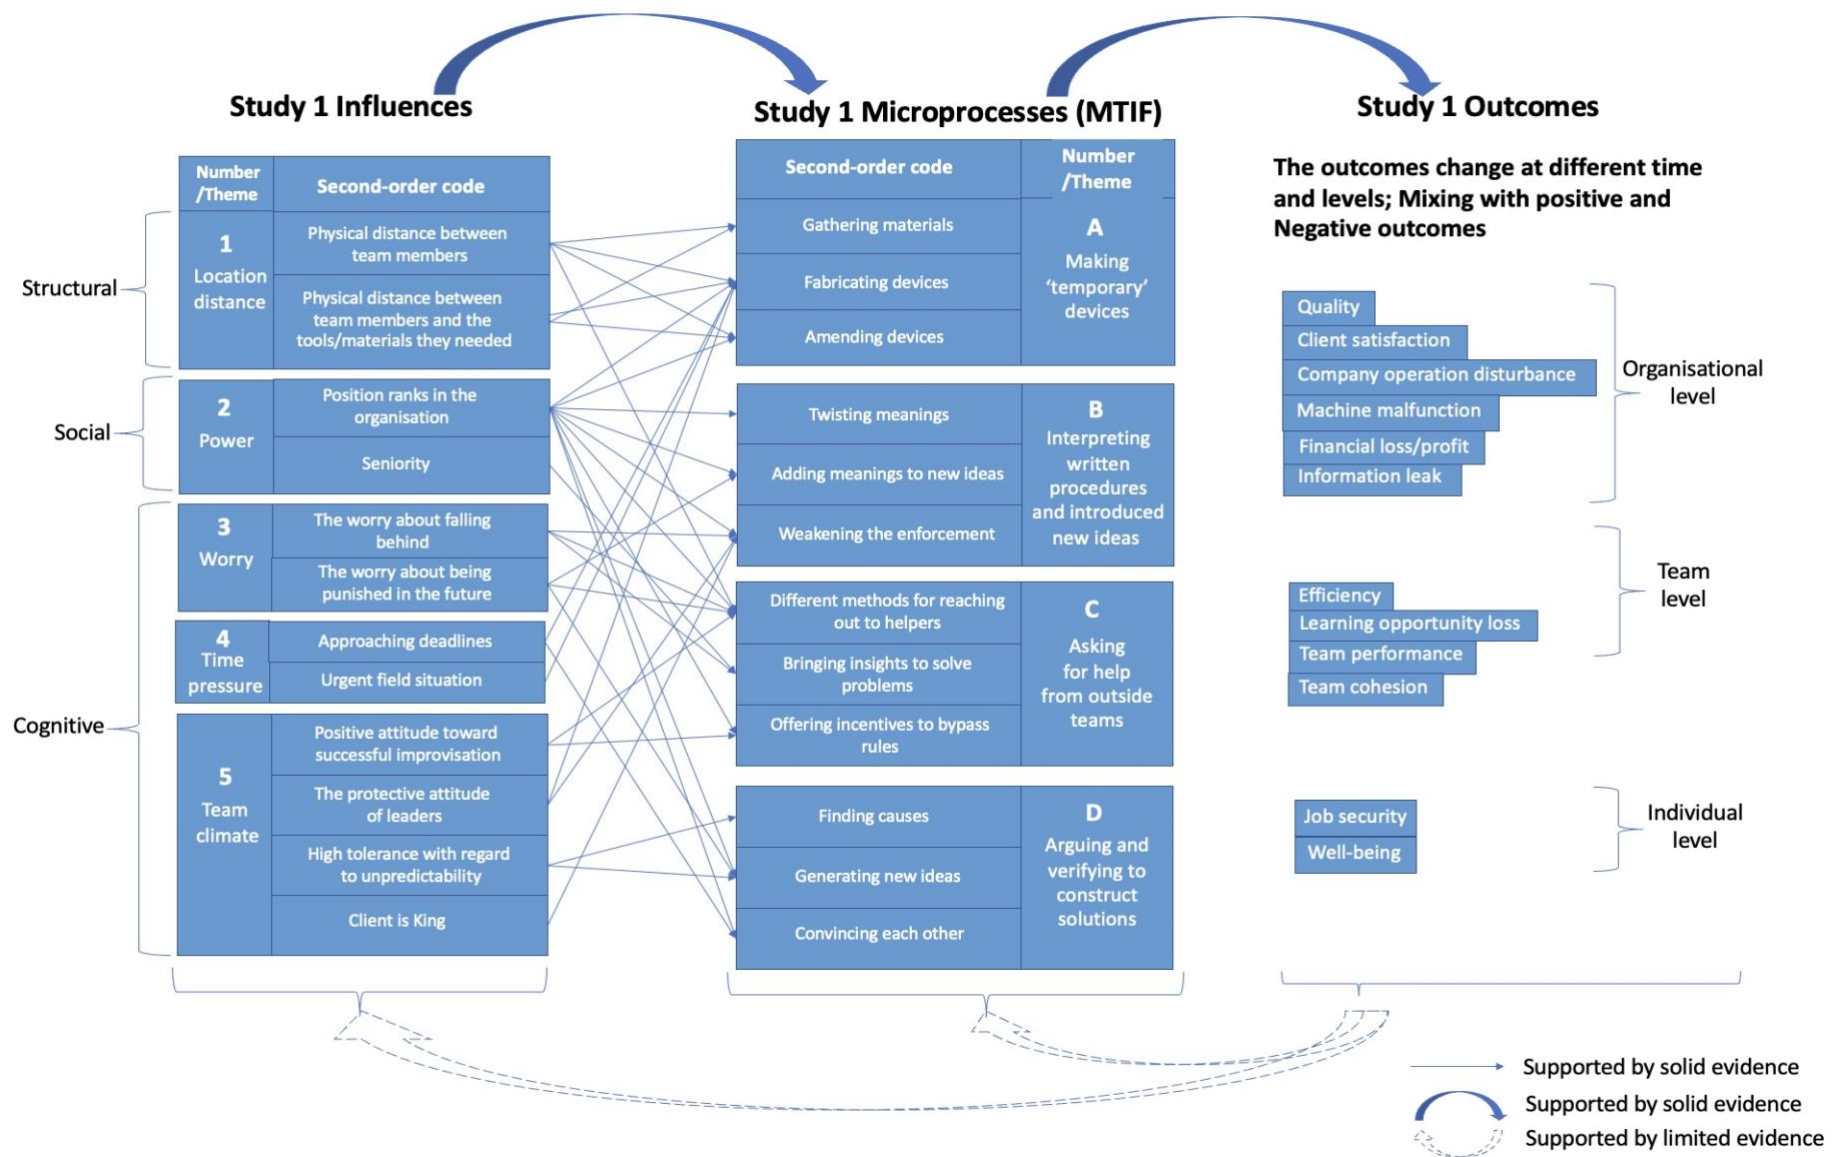 Study 1 Influences
Number
/Theme
Second-order code
Structural
1
Location
distance
Physical distance between
team members
Physical distance between
team members and the
tools/materials they needed
Social
2
Power
Position ranks in the
organisation
Seniority
Cognitive
3
Worry
The worry about falling
behind
The worry about being
punished in the future
4
Time
pressure
Approaching deadlines
Urgent field situation
5
Team
climate
Positive attitude toward
successful improvisation
The protective attitude
of leaders
High tolerance with regard
to unpredictability
Client is King
Study 1 Microprocesses (MTIF)
Second-order code
Number
/Theme
Gathering materials
Fabricating devices
Amending devices
A
Making
‘temporary’
devices
Twisting meanings
Adding meanings to new ideas
Weakening the enforcement
B
Interpreting
written
procedures
and introduced
new ideas
Different methods for reaching
out to helpers
Bringing insights to solve
problems
Offering incentives to bypass
rules
C
Asking
for help
from outside
teams
Finding causes
Generating new ideas
Convincing each other
D
Arguing and
verifying to
construct
solutions
Study 1 Outcomes
The outcomes change at different time
and levels; Mixing with positive and
Negative outcomes
Quality
Client satisfaction
Company operation disturbance
Machine malfunction
Financial loss/profit
Information leak
Organisational
level
Efficiency
Learning opportunity loss
Team performance
Team cohesion
Team
level
Job security
Well-being
Individual
level
Supported by solid evidence
Supported by solid evidence
Supported by limited evidence